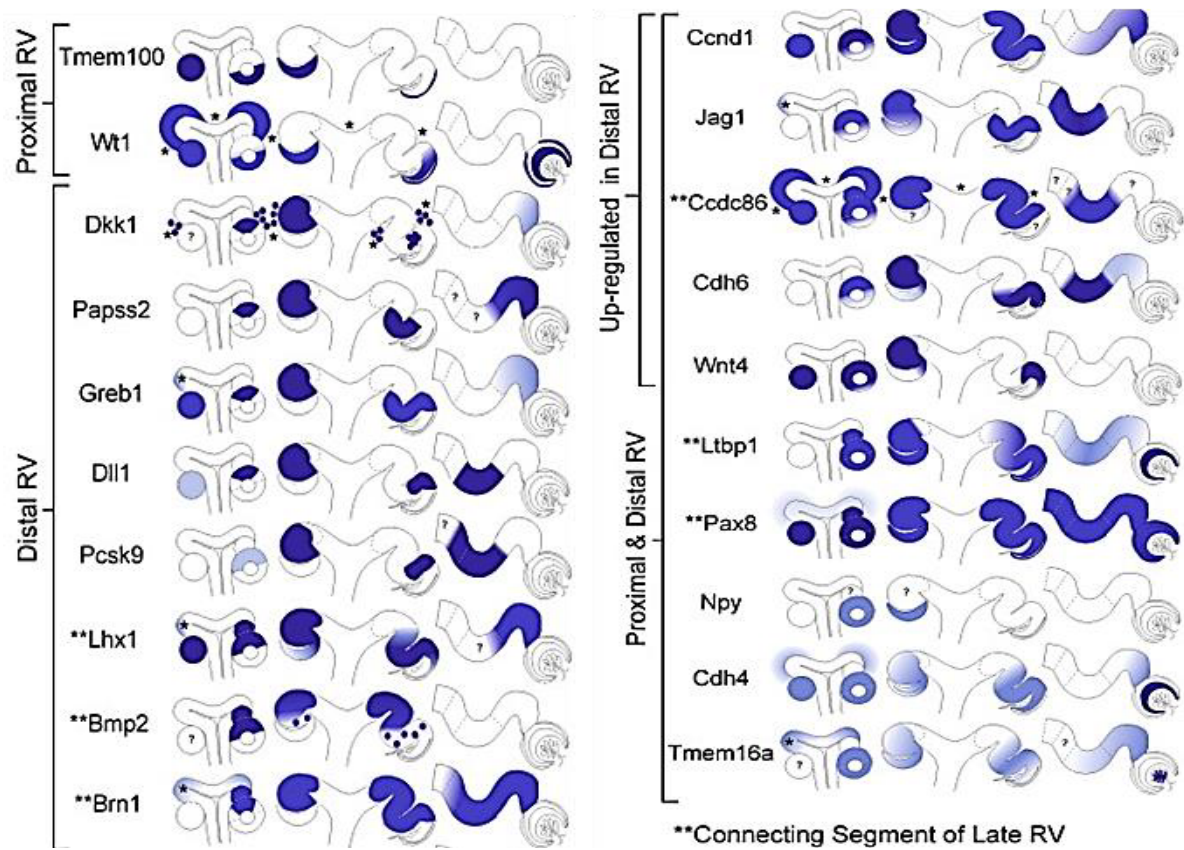 Proximal RV
Tmem100
Wt1
Distal RV
Dkk1
?
Papss2
?
Greb1
Dll1
Pcsk9
?
**Lhx1
?
**Bmp2
?
**Brn1
Up-regulated in Distal RV
Ccnd1
Jag1
**Ccdc86
?
?
?
?
?
Cdh6
Wnt4
Proximal & Distal RV
**Ltbp1
**Pax8
Npy
?
?
Cdh4
Tmem16a
?
?
**Connecting Segment of Late RV